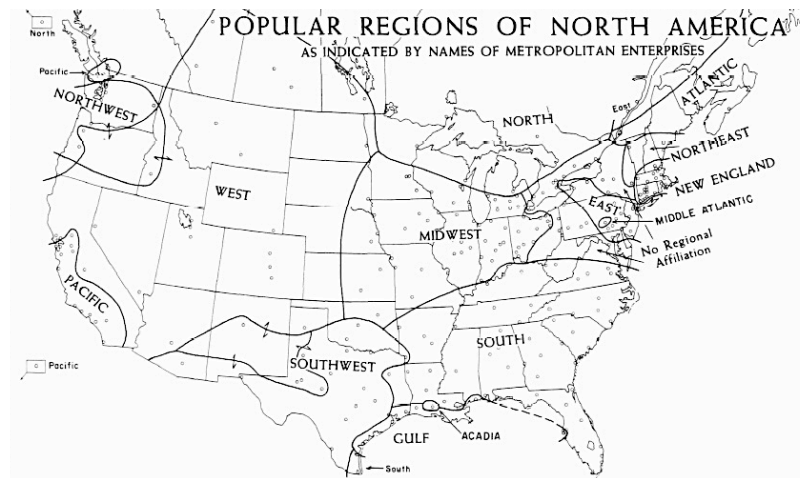 POPULAR REGIONS OF NORTH AMERICA
AS INDICATED BY NAMES OF METROPOLITAN ENTERPRISES
North
Pacific
NORTHWEST
ATLANTIC
East
NORTH
NORTHEAST
NEW ENGLAND
WEST
EAST
MIDDLE ATLANTIC
MIDWEST
No Regional
Affiliation
PACIFIC
SOUTH
SOUTHWEST
Pacific
GULF
ACADIA
South